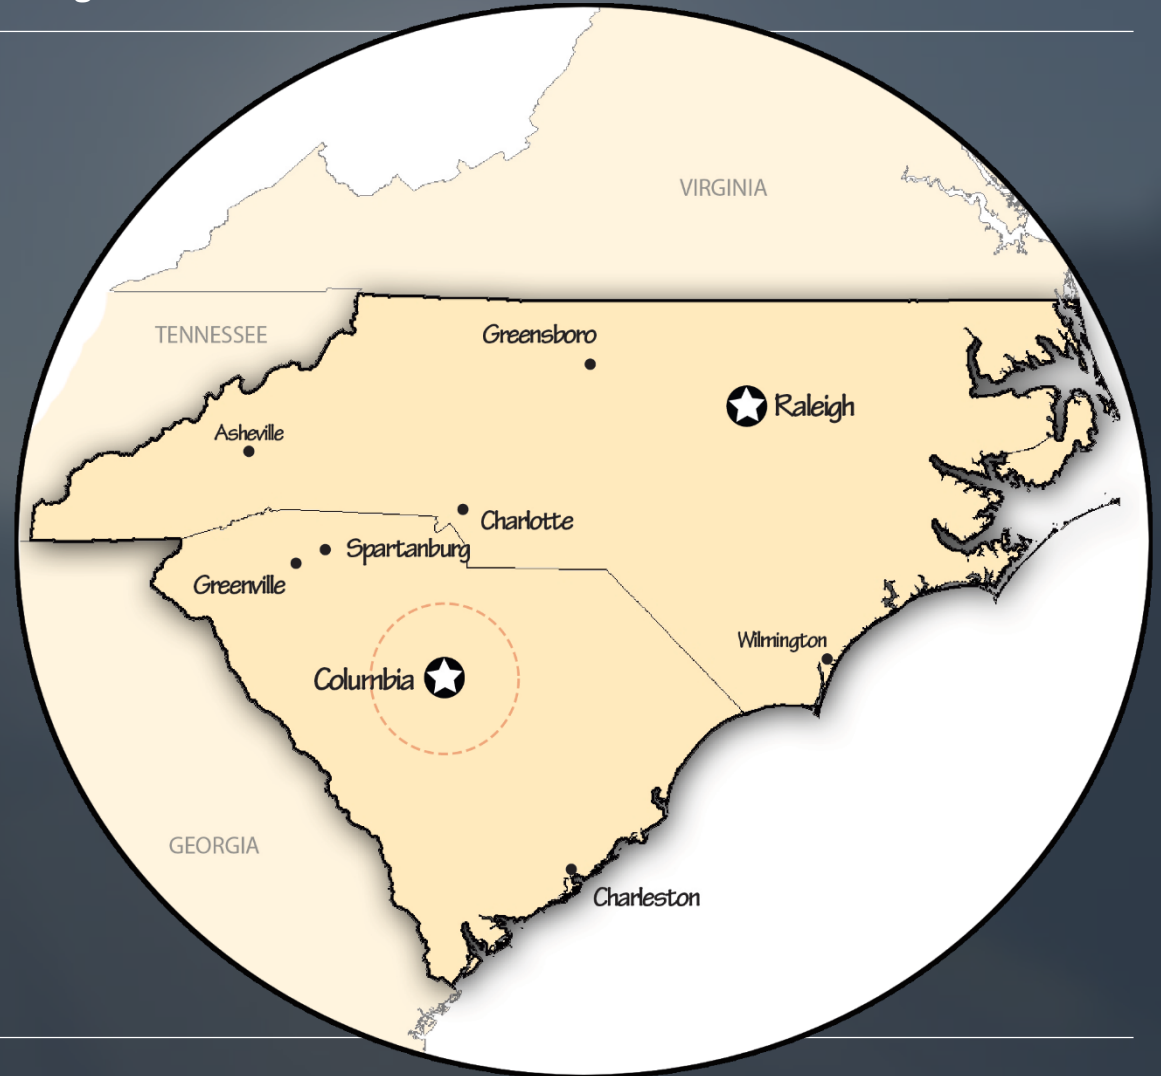 VIRGINIA
TENNESSEE
Greensboro
Raleigh
Asheville
Charlotte
Spartanburg
Greenville
Wilmington
Columbia
GEORGIA
Charleston